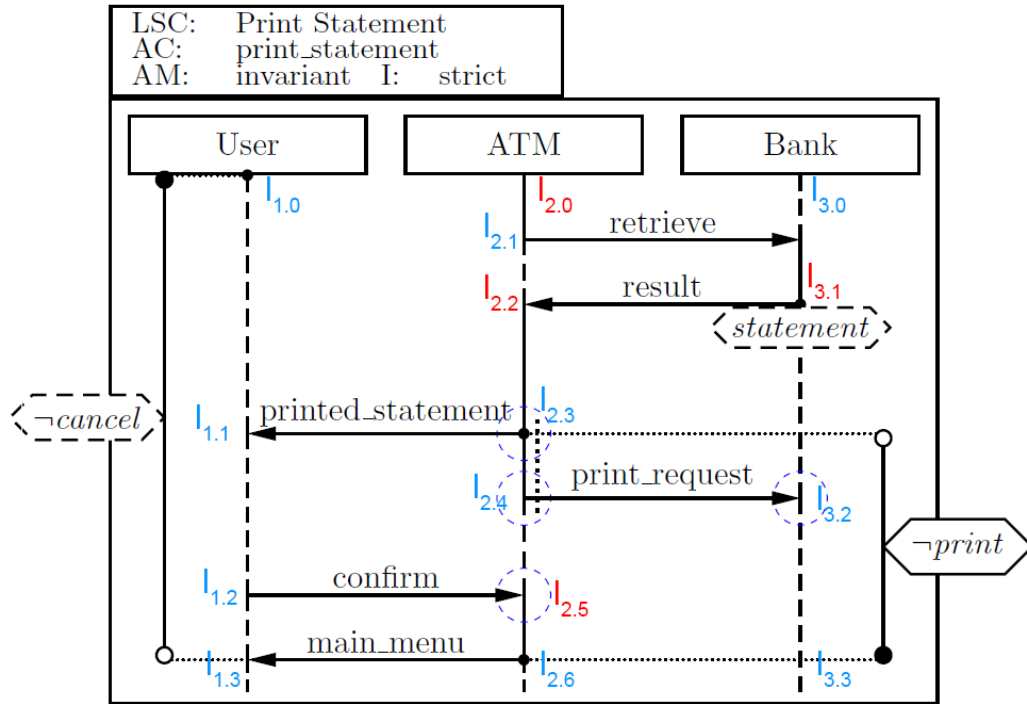 LSC: Print Statement
AC: print_statement
AM: invariant I: strict
User ATM Bank
l1.0 l2.0 l3.0
l2.1 retrieve
l2.2 result l3.1
statement
¬cancel l1.1 printed_statement l2.3
l2.4 print_request l3.2
¬print
l1.2 confirm l2.5
main_menu
l1.3 l2.6 l3.3